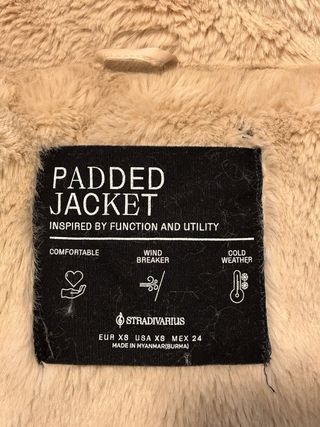 PADDED
JACKET
INSPIRED BY FUNCTION AND UTILITY
COMFORTABLE
WIND
BREAKER
COLD
WEATHER
STRADIVARIUS
EUR XS USA XS MEX 24
MADE IN MYANMAR(BURMA)